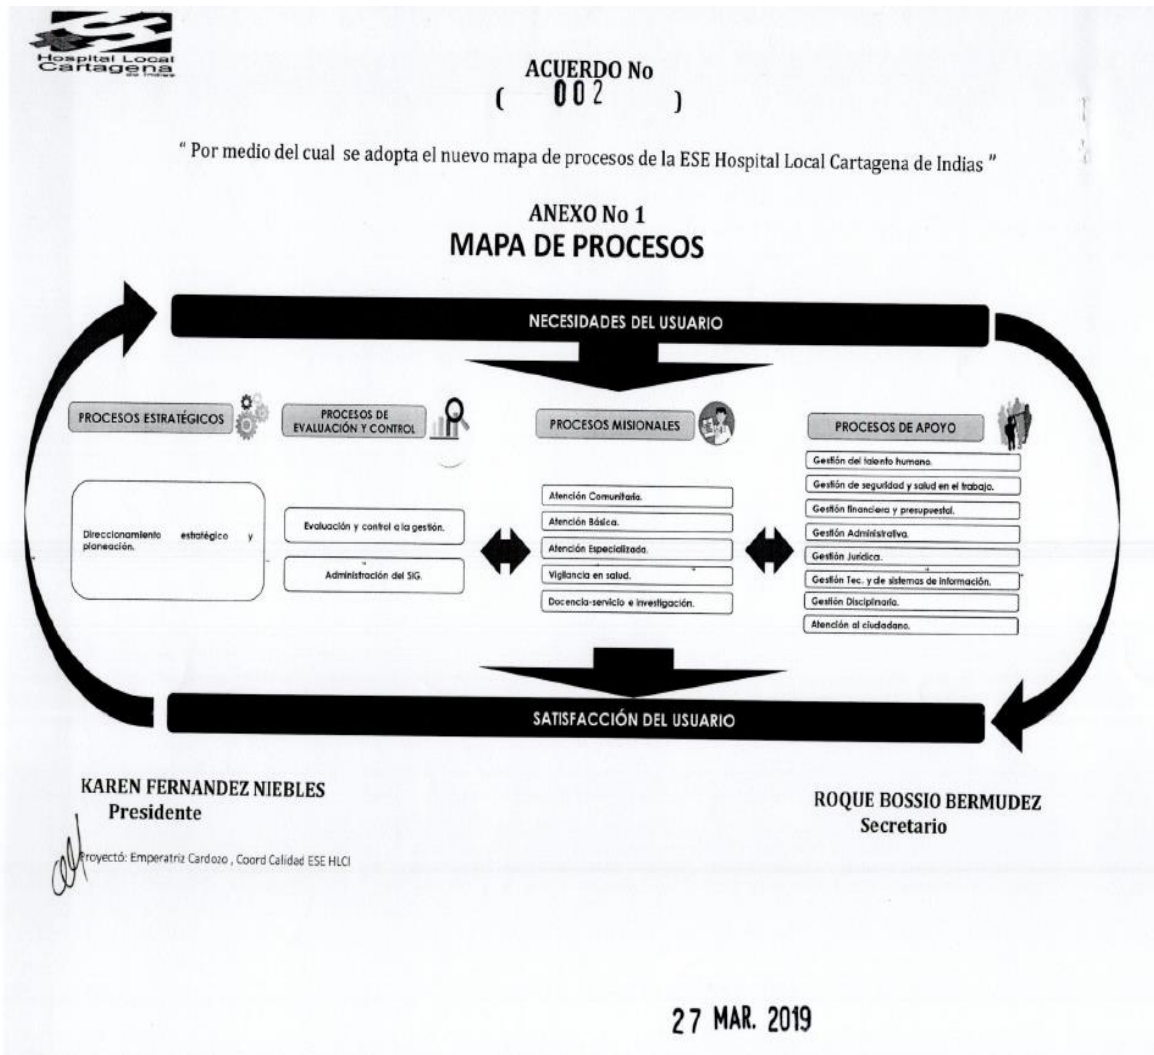 Hospital Local
Cartagena
de Indias
ACUERDO No
( 002 )
" Por medio del cual se adopta el nuevo mapa de procesos de la ESE Hospital Local Cartagena de Indias "
ANEXO No 1
MAPA DE PROCESOS
NECESIDADES DEL USUARIO
PROCESOS ESTRATÉGICOS
Direccionamiento estratégico y
planeación.
PROCESOS DE
EVALUACIÓN Y CONTROL
Evaluación y control a la gestión.
Administración del SIG.
PROCESOS MISIONALES
Atención Comunitaria.
Atención Básica.
Atención Especializada.
Vigilancia en salud.
Docencia-servicio e investigación.
PROCESOS DE APOYO
Gestión del talento humano.
Gestión de seguridad y salud en el trabajo.
Gestión financiera y presupuestal.
Gestión Administrativa.
Gestión Jurídica.
Gestión Tec. y de sistemas de información.
Gestión Disciplinaria.
Atención al ciudadano.
SATISFACCIÓN DEL USUARIO
KAREN FERNANDEZ NIEBLES
Presidente
Proyectó: Emperatriz Cardozo , Coord Calidad ESE HLCI
ROQUE BOSSIO BERMUDEZ
Secretario
27 MAR. 2019